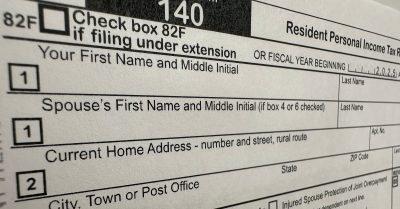 140
Resident Personal Income Tax
82F Check box 82F
if filing under extension
OR FISCAL YEAR BEGINNING 2025
Your First Name and Middle Initial
Last Name
1
Spouse's First Name and Middle Initial (if box 4 or 6 checked)
Last Name
1
Current Home Address - number and street, rural route
Apt. No.
2
City, Town or Post Office
State
ZIP Code
Injured Spouse Protection of Joint Overpayment